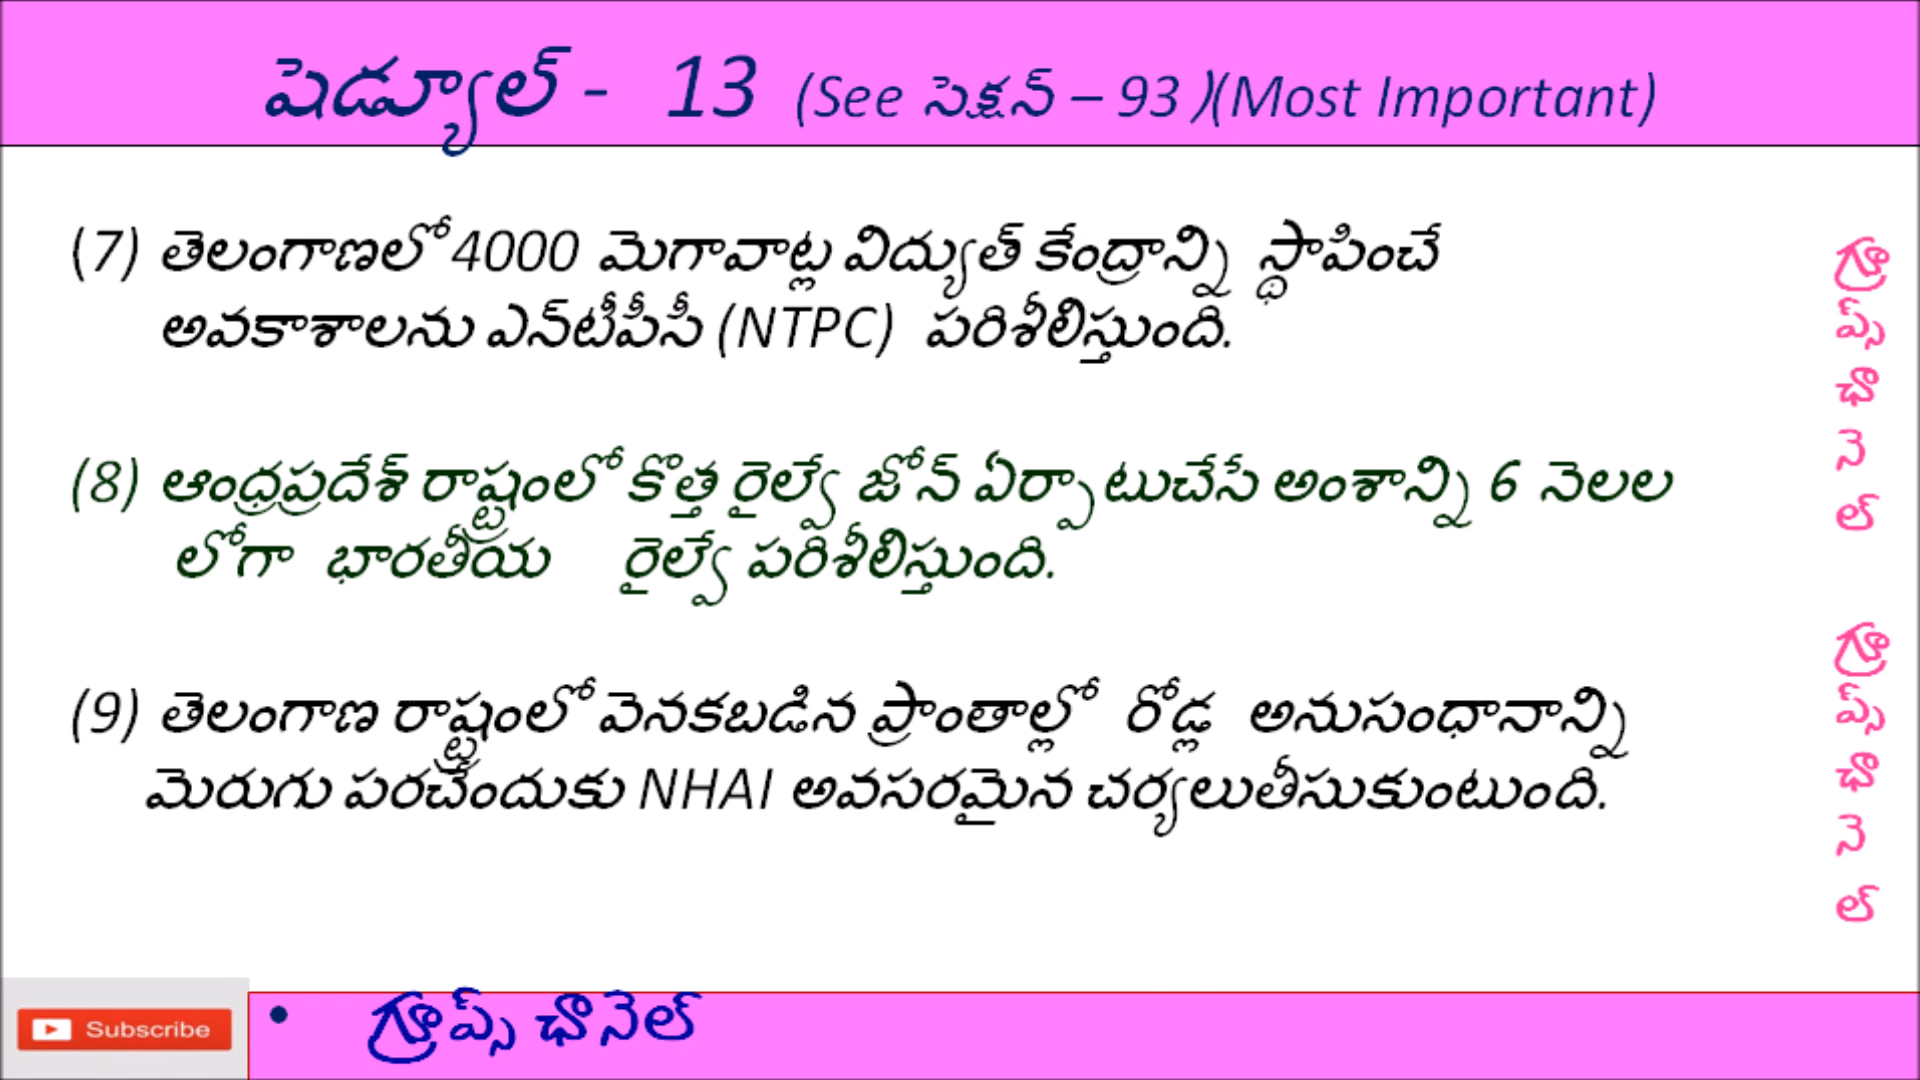 షెడ్యూల్ - 13 (See సెక్షన్ – 93 )(Most Important)
(7) తెలంగాణలో 4000 మెగావాట్ల విద్యుత్ కేంద్రాన్ని స్థాపించే
అవకాశాలను ఎన్‌టీపీసీ (NTPC) పరిశీలిస్తుంది.
(8) ఆంధ్రప్రదేశ్ రాష్ట్రంలో కొత్త రైల్వే జోన్ ఏర్పాటుచేసే అంశాన్ని 6 నెలల
లోగా భారతీయ రైల్వే పరిశీలిస్తుంది.
(9) తెలంగాణ రాష్ట్రంలో వెనకబడిన ప్రాంతాల్లో రోడ్ల అనుసంధానాన్ని
మెరుగు పరచేందుకు NHAI అవసరమైన చర్యలుతీసుకుంటుంది.
గ్రూ
ప్స్
ఛా
నె
ల్
గ్రూ
ప్స్
ఛా
నె
ల్
Subscribe
• గ్రూప్స్ ఛానెల్